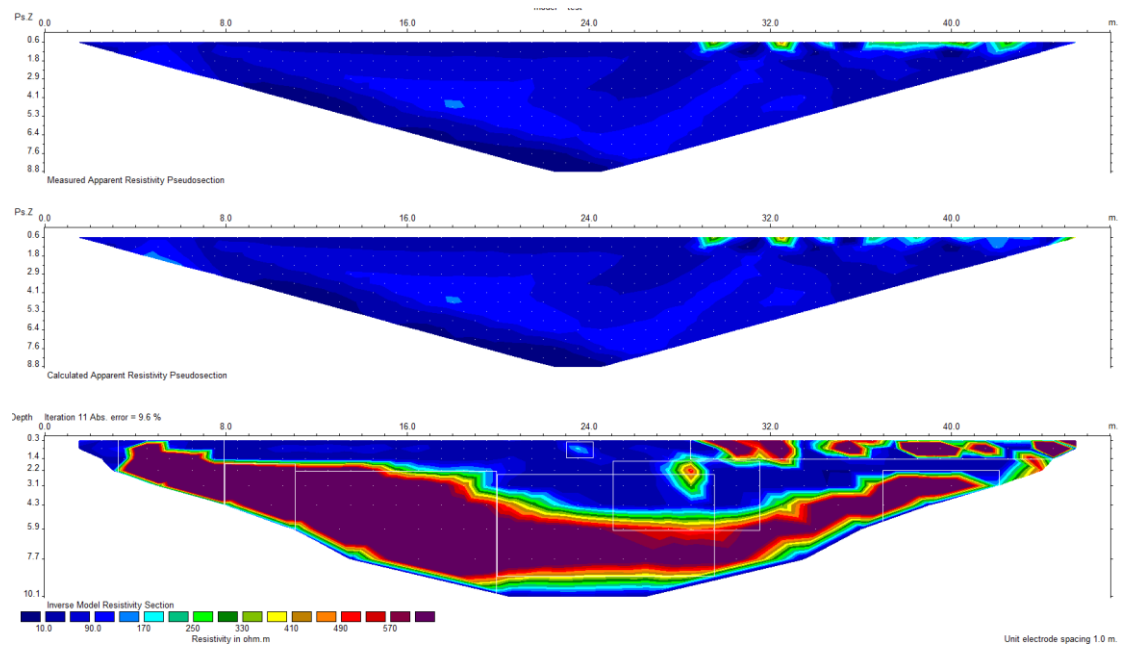 Ps.Z 0.0 8.0 16.0 24.0 32.0 40.0 m.
0.6
1.8
2.9
4.1
5.3
6.4
7.6
8.8
Measured Apparent Resistivity Pseudosection
Ps.Z 0.0 8.0 16.0 24.0 32.0 40.0 m.
0.6
1.8
2.9
4.1
5.3
6.4
7.6
8.8
Calculated Apparent Resistivity Pseudosection
Depth Iteration 11 Abs. error = 9.6 %
0.0 8.0 16.0 24.0 32.0 40.0 m.
0.3
1.4
2.2
3.1
4.3
5.9
7.7
10.1
Inverse Model Resistivity Section
10.0 90.0 170 250 330 410 490 570
Resistivity in ohm.m
Unit electrode spacing 1.0 m.